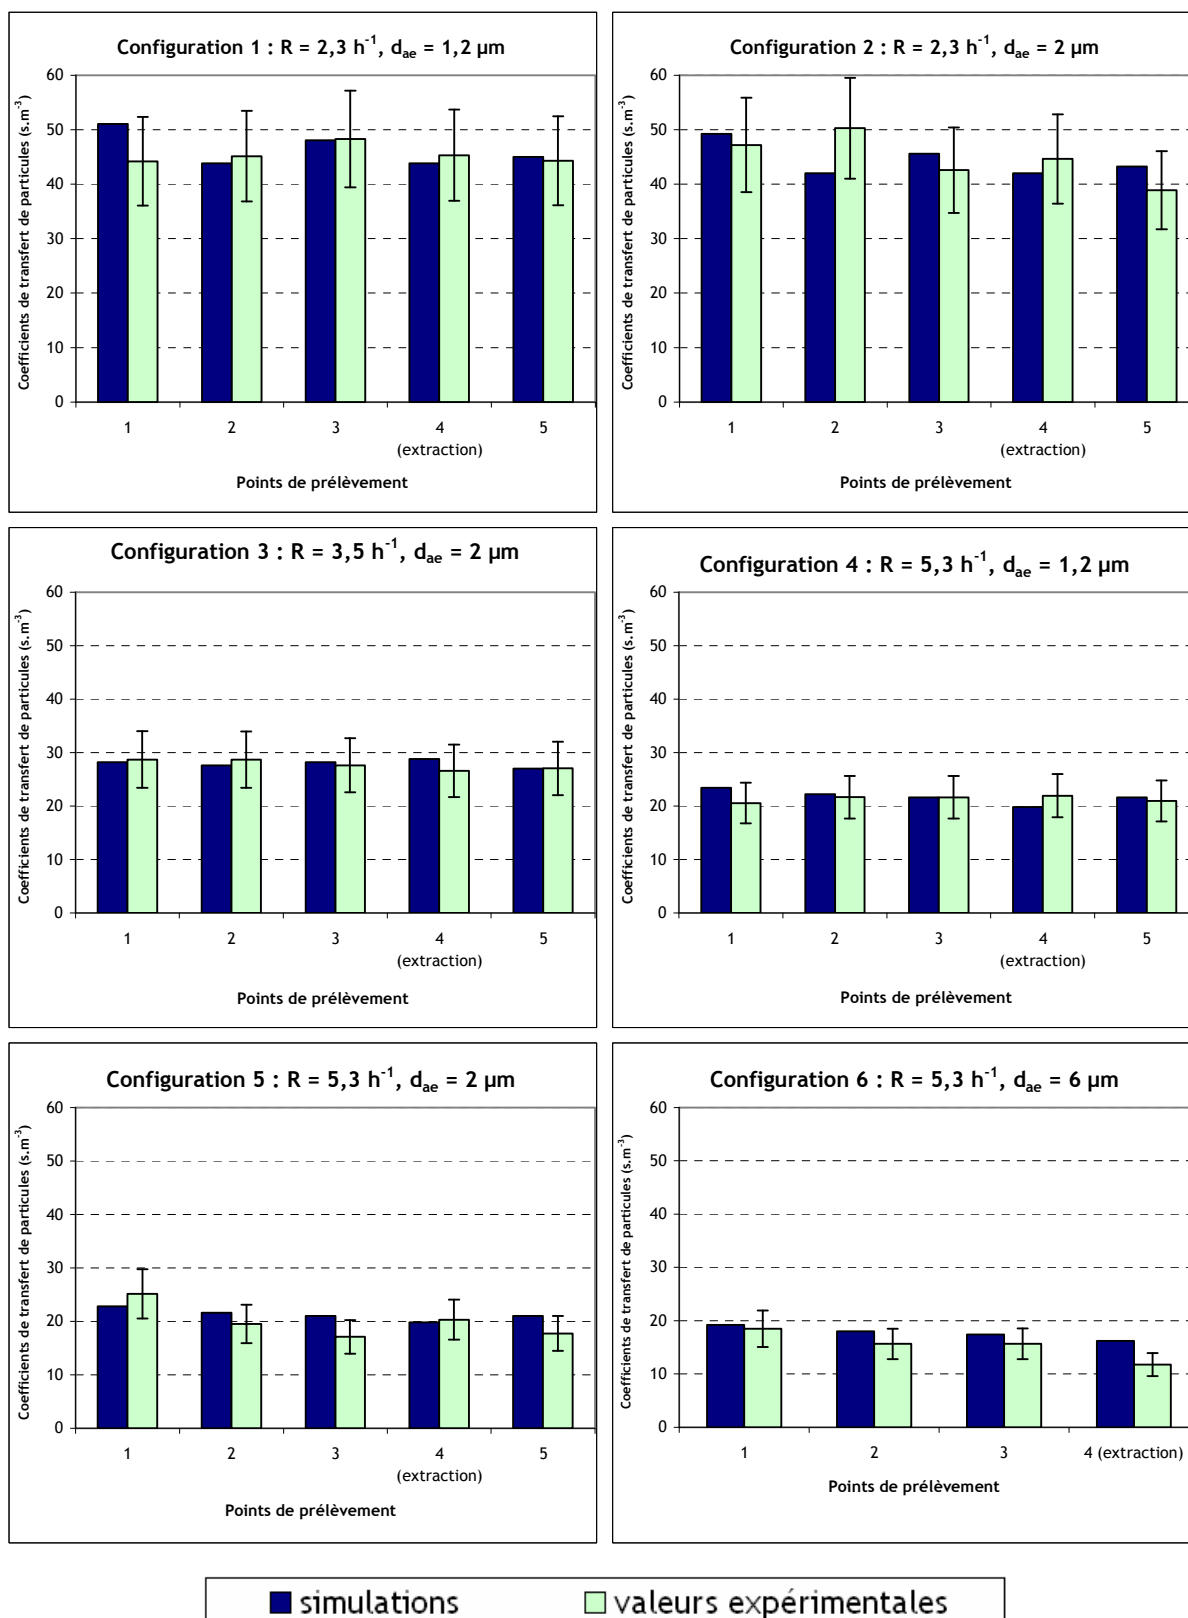 Configuration 1 : R = 2,3 h⁻¹, dₐₑ = 1,2 µm
Coefficients de transfert de particules (s.m⁻³)
60
50
40
30
20
10
0
1 2 3 4 5
(extraction)
Points de prélèvement
Configuration 2 : R = 2,3 h⁻¹, dₐₑ = 2 µm
Coefficients de transfert de particules (s.m⁻³)
60
50
40
30
20
10
0
1 2 3 4 5
(extraction)
Points de prélèvement
Configuration 3 : R = 3,5 h⁻¹, dₐₑ = 2 µm
Coefficients de transfert de particules (s.m⁻³)
60
50
40
30
20
10
0
1 2 3 4 5
(extraction)
Points de prélèvement
Configuration 4 : R = 5,3 h⁻¹, dₐₑ = 1,2 µm
Coefficients de transfert de particules (s.m⁻³)
60
50
40
30
20
10
0
1 2 3 4 5
(extraction)
Points de prélèvement
Configuration 5 : R = 5,3 h⁻¹, dₐₑ = 2 µm
Coefficients de transfert de particules (s.m⁻³)
60
50
40
30
20
10
0
1 2 3 4 5
(extraction)
Points de prélèvement
Configuration 6 : R = 5,3 h⁻¹, dₐₑ = 6 µm
Coefficients de transfert de particules (s.m⁻³)
60
50
40
30
20
10
0
1 2 3 4 (extraction)
Points de prélèvement
simulations valeurs expérimentales